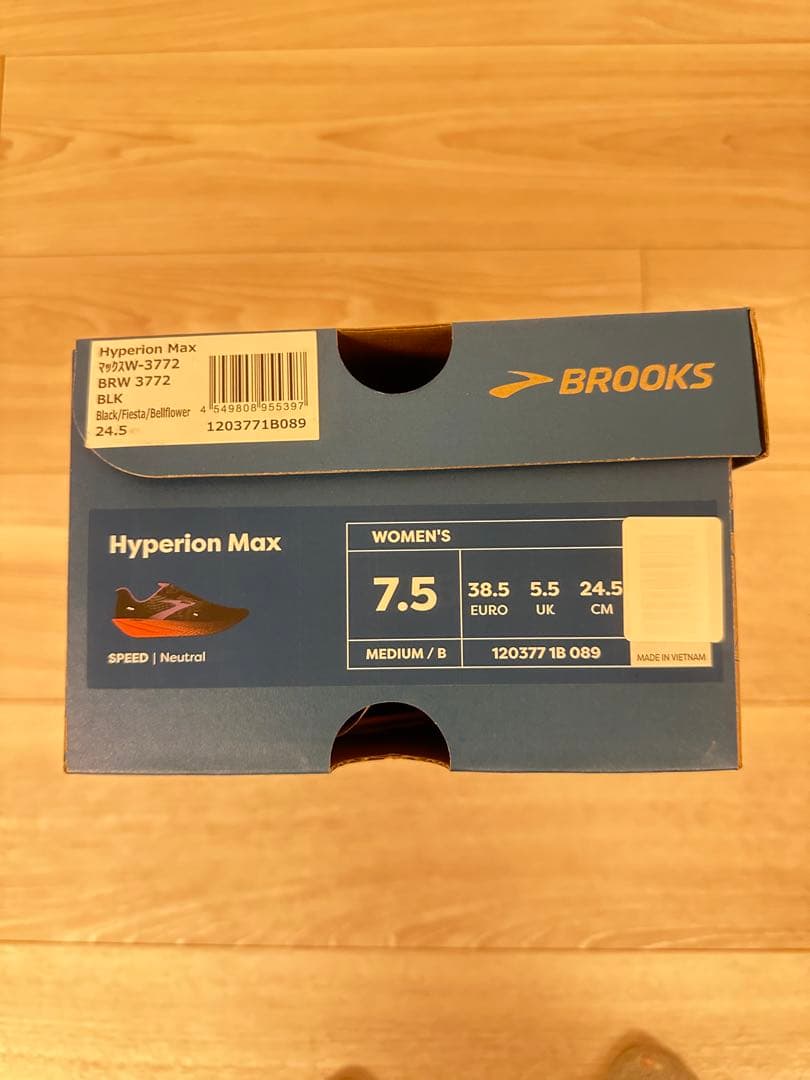 Hyperion Max
マックスW-3772
BRW 3772
BLK
Black/Fiesta/Bellflower
24.5
4 549808 955397
1203771B089
BROOKS
Hyperion Max
SPEED | Neutral
WOMEN'S
7.5
38.5 5.5 24.5
EURO UK CM
MEDIUM / B
120377 1B 089
MADE IN VIETNAM